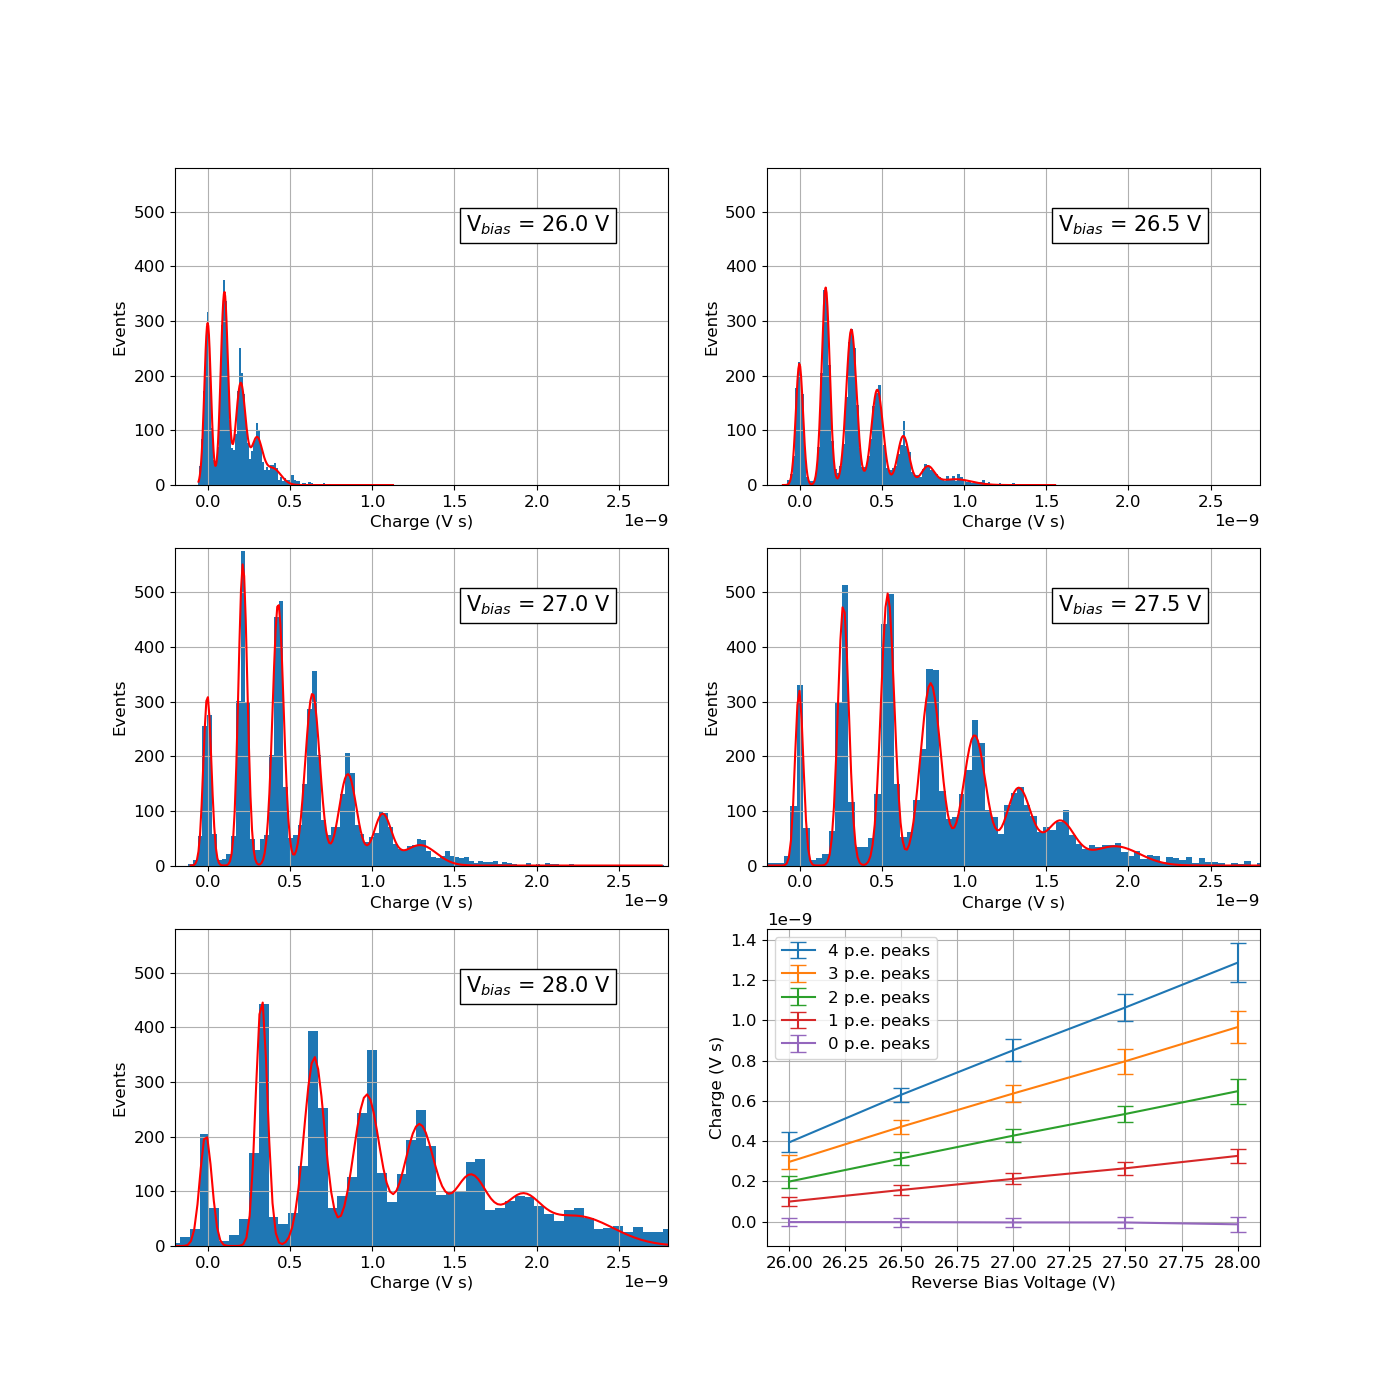 500
400
300
200
100
0
Events
V_bias = 26.0 V
0.0 0.5 1.0 1.5 2.0 2.5
Charge (V s)
1e−9
500
400
300
200
100
0
Events
V_bias = 26.5 V
0.0 0.5 1.0 1.5 2.0 2.5
Charge (V s)
1e−9
500
400
300
200
100
0
Events
V_bias = 27.0 V
0.0 0.5 1.0 1.5 2.0 2.5
Charge (V s)
1e−9
500
400
300
200
100
0
Events
V_bias = 27.5 V
0.0 0.5 1.0 1.5 2.0 2.5
Charge (V s)
1e−9
500
400
300
200
100
0
Events
V_bias = 28.0 V
0.0 0.5 1.0 1.5 2.0 2.5
Charge (V s)
1e−9
1e−9
1.4
1.2
1.0
0.8
0.6
0.4
0.2
0.0
Charge (V s)
4 p.e. peaks
3 p.e. peaks
2 p.e. peaks
1 p.e. peaks
0 p.e. peaks
26.00 26.25 26.50 26.75 27.00 27.25 27.50 27.75 28.00
Reverse Bias Voltage (V)